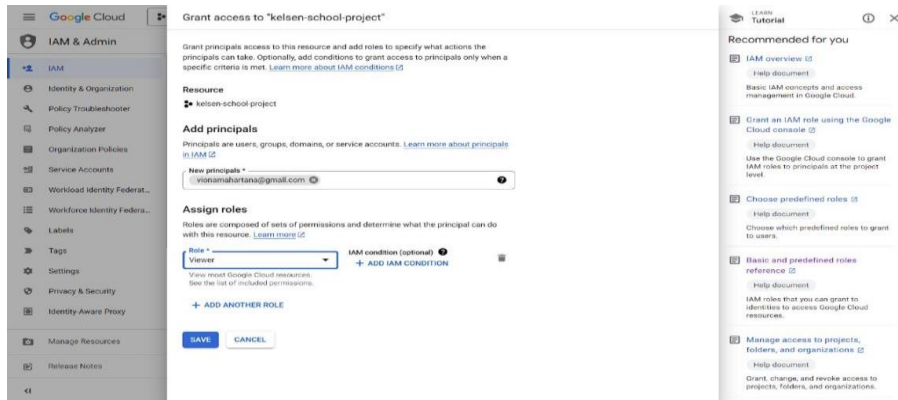 Google Cloud
IAM & Admin
IAM
Identity & Organization
Policy Troubleshooter
Policy Analyzer
Organization Policies
Service Accounts
Workload Identity Federat...
Workforce Identity Federa...
Labels
Tags
Settings
Privacy & Security
Identity-Aware Proxy
Manage Resources
Release Notes
Grant access to "kelsen-school-project"
Grant principals access to this resource and add roles to specify what actions the
principals can take. Optionally, add conditions to grant access to principals only when a
specific criteria is met. Learn more about IAM conditions
Resource
kelsen-school-project
Add principals
Principals are users, groups, domains, or service accounts. Learn more about principals
in IAM
New principals *
vionamahartana@gmail.com
Assign roles
Roles are composed of sets of permissions and determine what the principal can do
with this resource. Learn more
Role *
Viewer
View most Google Cloud resources.
See the list of included permissions.
IAM condition (optional)
+ ADD IAM CONDITION
+ ADD ANOTHER ROLE
SAVE
CANCEL
LEARN
Tutorial
Recommended for you
IAM overview
Help document
Basic IAM concepts and access
management in Google Cloud.
Grant an IAM role using the Google
Cloud console
Help document
Use the Google Cloud console to grant
IAM roles to principals at the project
level.
Choose predefined roles
Help document
Choose which predefined roles to grant
to users.
Basic and predefined roles
reference
Help document
IAM roles that you can grant to
identities to access Google Cloud
resources.
Manage access to projects,
folders, and organizations
Help document
Grant, change, and revoke access to
projects, folders, and organizations.